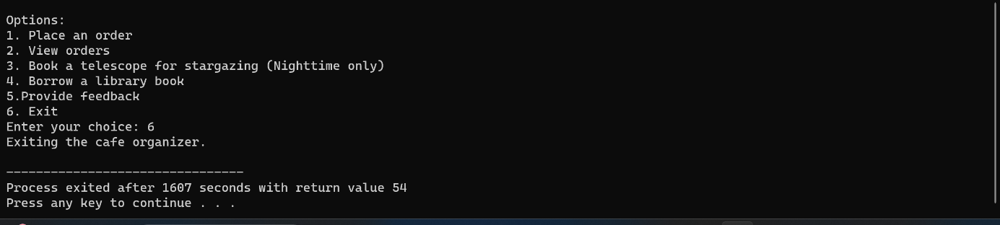 Options:
1. Place an order
2. View orders
3. Book a telescope for stargazing (Nighttime only)
4. Borrow a library book
5.Provide feedback
6. Exit
Enter your choice: 6
Exiting the cafe organizer.
--------------------------------
Process exited after 1607 seconds with return value 54
Press any key to continue . . .